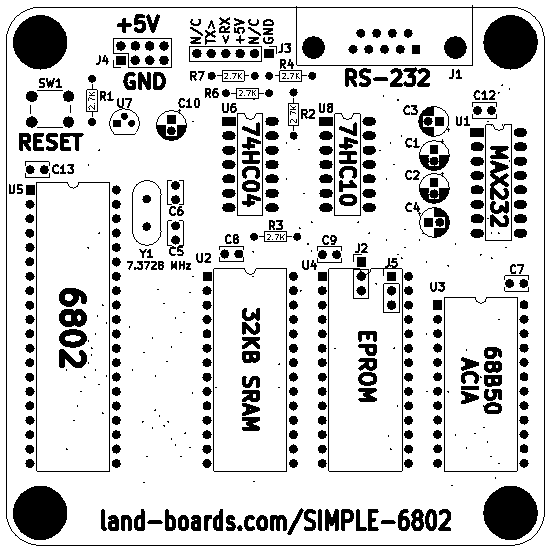 +5V
J4
GND
N/C
TX>
<RX
+5V
N/C
GND
J3
RS-232
J1
SW1
RESET
R1
2.7K
U7
C10
R7
2.7K
R4
2.7K
R6
2.7K
R2
2.7K
U6
74HC04
U8
74HC10
C3
C1
C2
C4
C12
U1
MAX232
C13
U5
6802
C6
C5
Y1
7.3728 MHz
R3
2.7K
C8
U2
32KB SRAM
C9
U4
J2
J5
EPROM
C7
U3
68B50
ACIA
land-boards.com/SIMPLE-6802